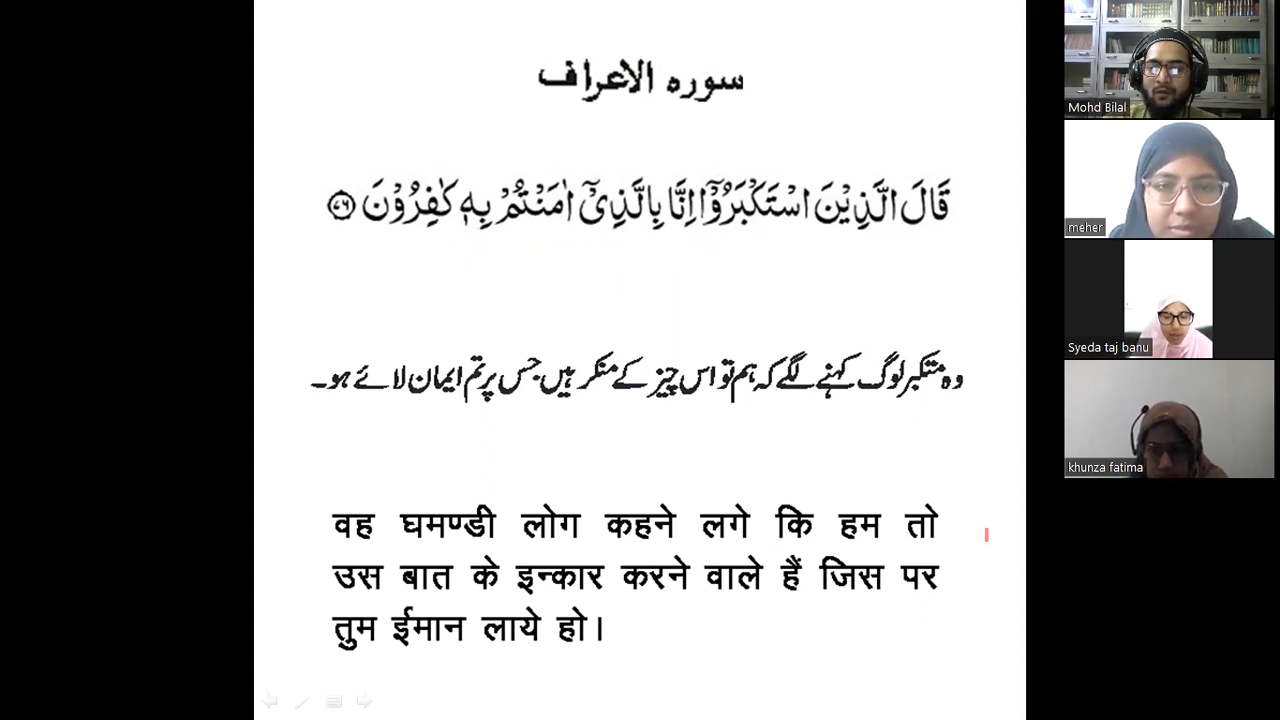 سورہ الاعراف
قَالَ الَّذِیْنَ اسْتَکْبَرُوْۤا اِنَّا بِالَّذِیْۤ اٰمَنْتُمْ بِهٖ کٰفِرُوْنَ ﴿۷۶﴾
وہ متکبر لوگ کہنے لگے کہ ہم تو اس چیز کے منکر ہیں جس پر تم ایمان لائے ہو۔
वह घमण्डी लोग कहने लगे कि हम तो
उस बात के इन्कार करने वाले हैं जिस पर
तुम ईमान लाये हो।
Mohd Bilal
meher
Syeda taj banu
khunza fatima